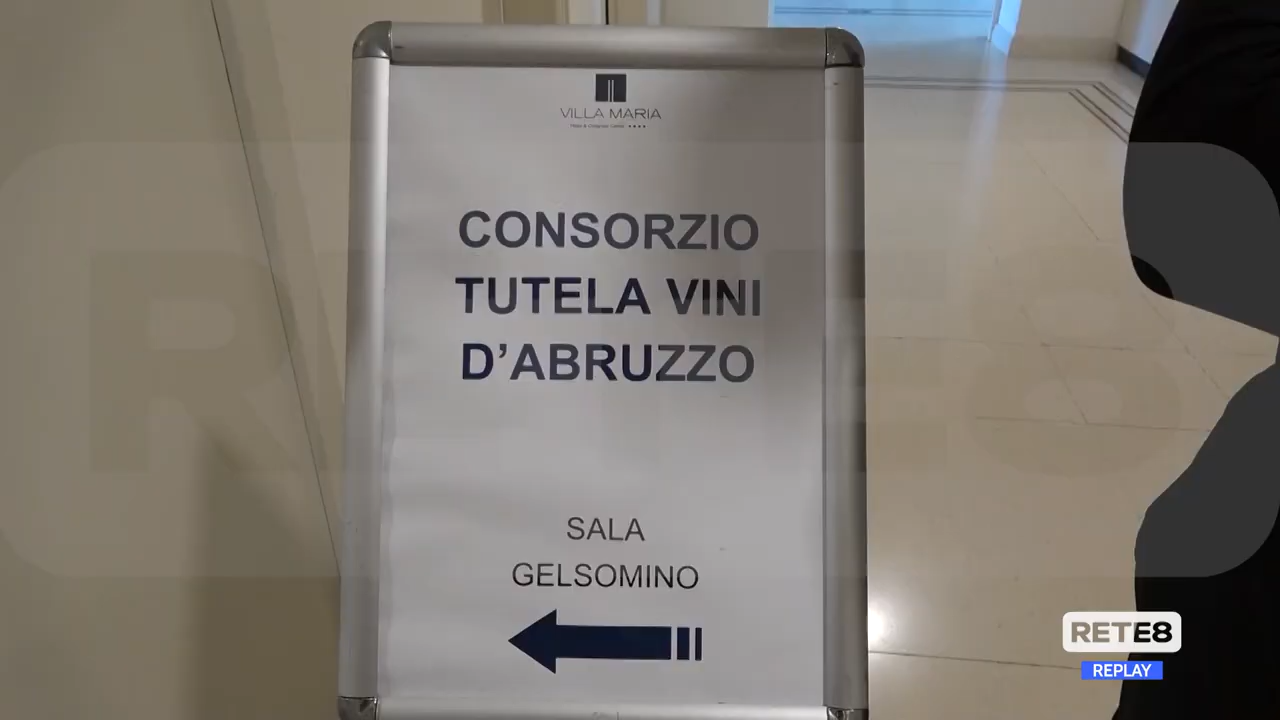 VILLA MARIA
CONSORZIO
TUTELA VINI
D'ABRUZZO
SALA
GELSOMINO
RETE8
REPLAY